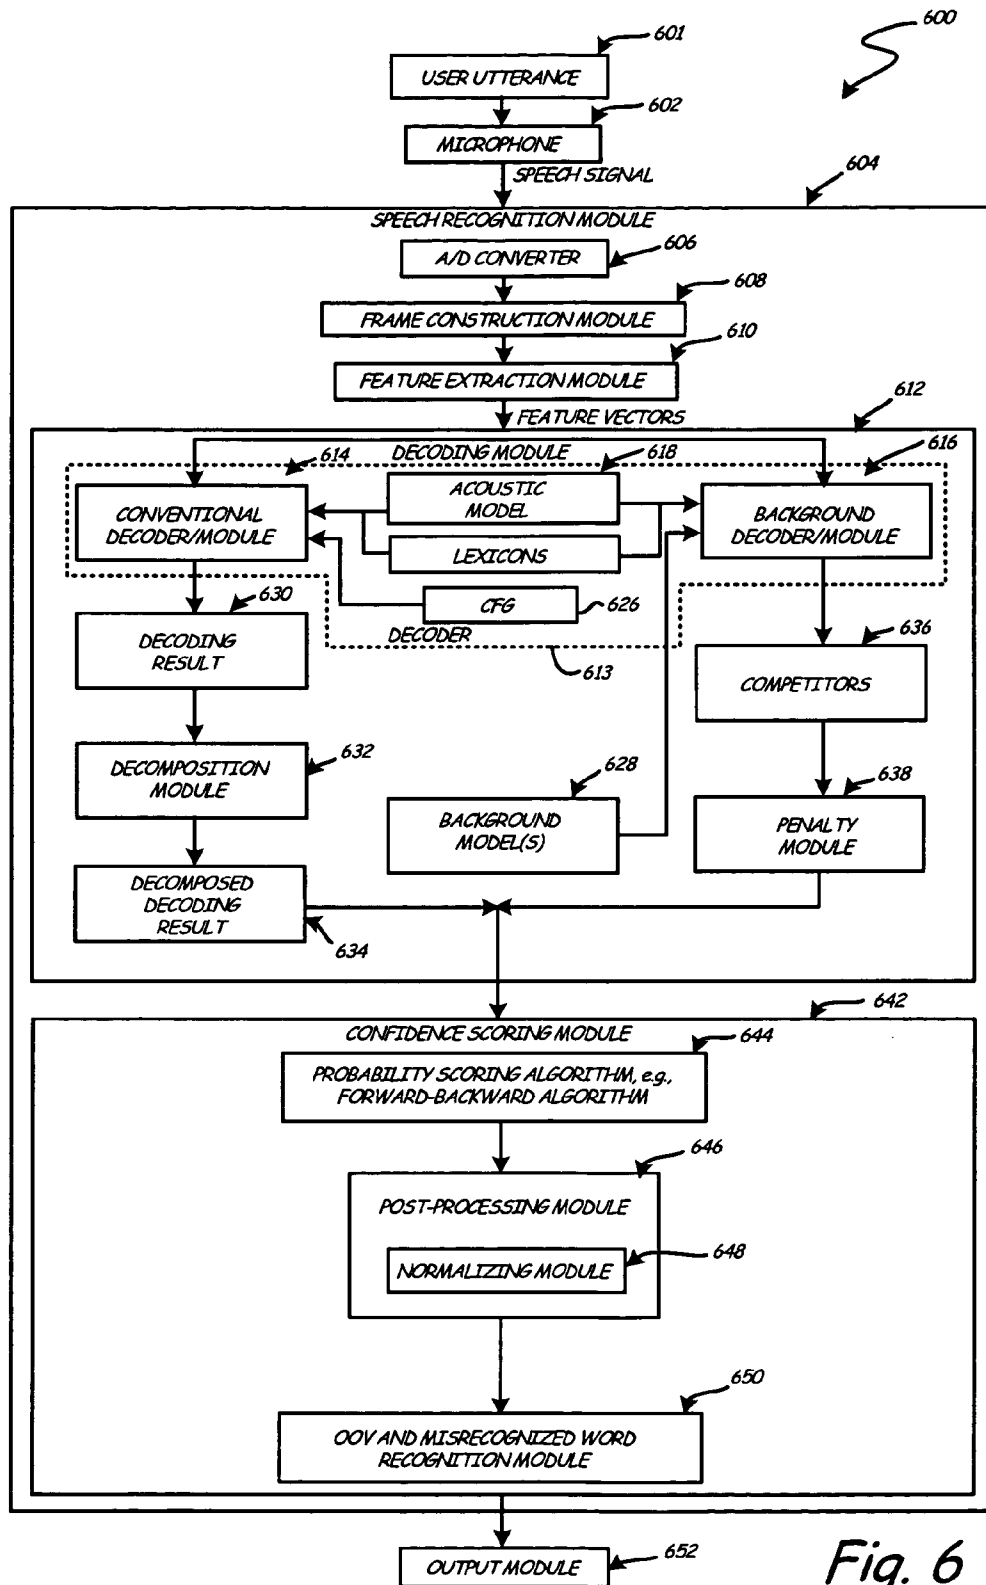 600
601
USER UTTERANCE
602
MICROPHONE
SPEECH SIGNAL
604
SPEECH RECOGNITION MODULE
A/D CONVERTER
606
608
FRAME CONSTRUCTION MODULE
610
FEATURE EXTRACTION MODULE
FEATURE VECTORS
612
DECODING MODULE
614
618
616
ACOUSTIC
MODEL
CONVENTIONAL
DECODER/MODULE
BACKGROUND
DECODER/MODULE
LEXICONS
CFG
626
DECODER
613
630
DECODING
RESULT
636
COMPETITORS
632
DECOMPOSITION
MODULE
628
BACKGROUND
MODEL(S)
638
PENALTY
MODULE
DECOMPOSED
DECODING
RESULT
634
642
CONFIDENCE SCORING MODULE
644
PROBABILITY SCORING ALGORITHM, e.g.,
FORWARD-BACKWARD ALGORITHM
646
POST-PROCESSING MODULE
648
NORMALIZING MODULE
650
OOV AND MISRECOGNIZED WORD
RECOGNITION MODULE
OUTPUT MODULE
652
Fig. 6